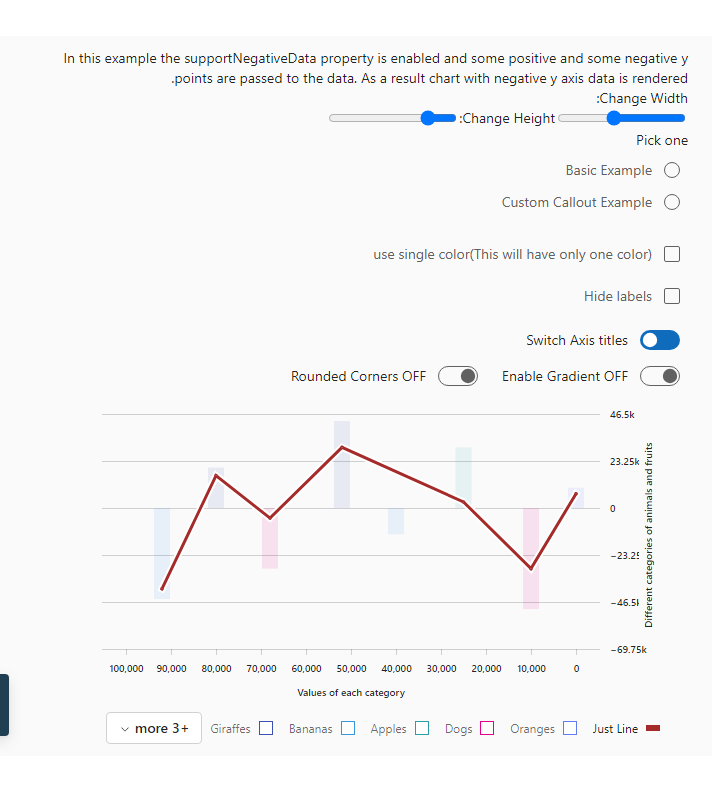 In this example the supportNegativeData property is enabled and some positive and some negative y
.points are passed to the data. As a result chart with negative y axis data is rendered
:Change Width
:Change Height
Pick one
Basic Example
Custom Callout Example
use single color(This will have only one color)
Hide labels
Switch Axis titles
Rounded Corners OFF
Enable Gradient OFF
46.5k
23.25k
0
−23.25
−46.5k
−69.75k
Different categories of animals and fruits
100,000 90,000 80,000 70,000 60,000 50,000 40,000 30,000 20,000 10,000 0
Values of each category
more 3+ Giraffes Bananas Apples Dogs Oranges Just Line